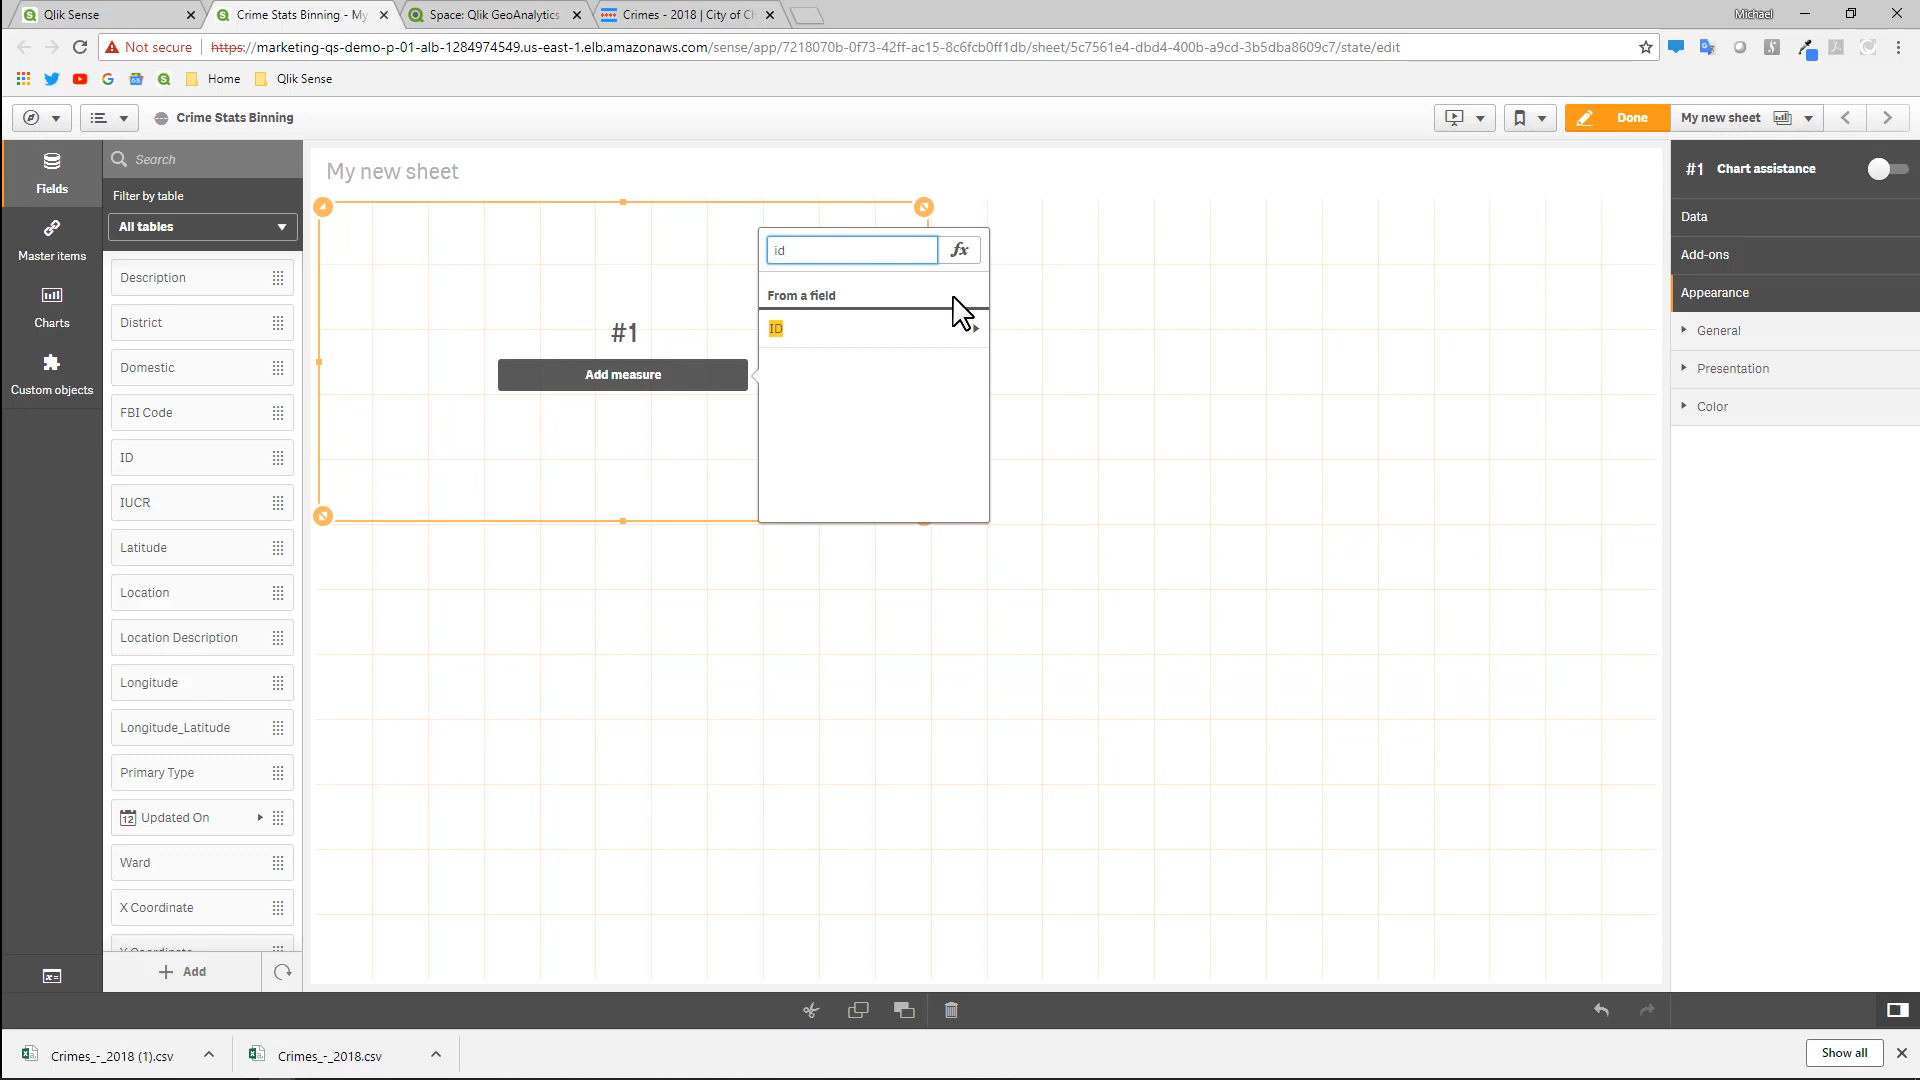 Qlik Sense
Crime Stats Binning - My
Space: Qlik GeoAnalytics
Crimes - 2018 | City of Ch
Michael
Not secure
https://marketing-qs-demo-p-01-alb-1284974549.us-east-1.elb.amazonaws.com/sense/app/7218070b-0f73-42ff-ac15-8c6fcb0ff1db/sheet/5c7561e4-dbd4-400b-a9cd-3b5dba8609c7/state/edit
Home
Qlik Sense
Crime Stats Binning
Done
My new sheet
Fields
Master items
Charts
Custom objects
Search
Filter by table
All tables
Description
District
Domestic
FBI Code
ID
IUCR
Latitude
Location
Location Description
Longitude
Longitude_Latitude
Primary Type
12 Updated On
Ward
X Coordinate
Y Coordinate
Add
My new sheet
#1
Add measure
id
fx
From a field
ID
#1 Chart assistance
Data
Add-ons
Appearance
General
Presentation
Color
Crimes_-_2018 (1).csv
Crimes_-_2018.csv
Show all